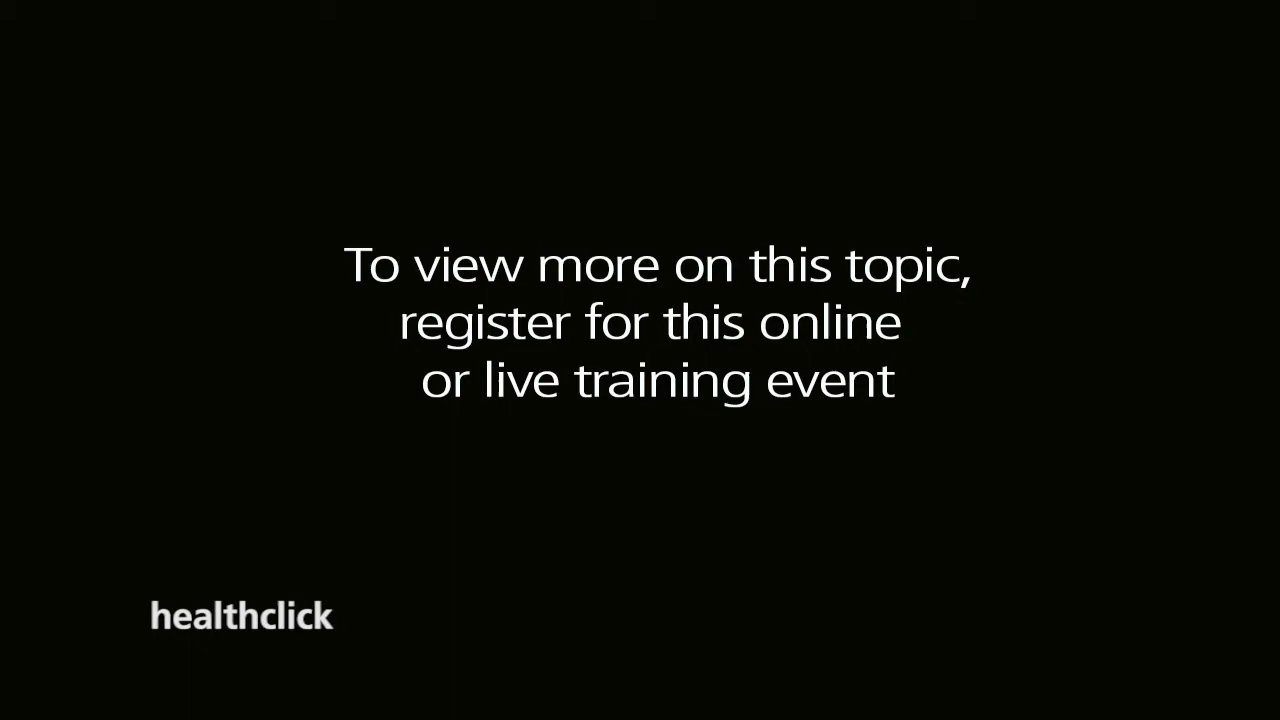 To view more on this topic,
register for this online
or live training event
healthclick